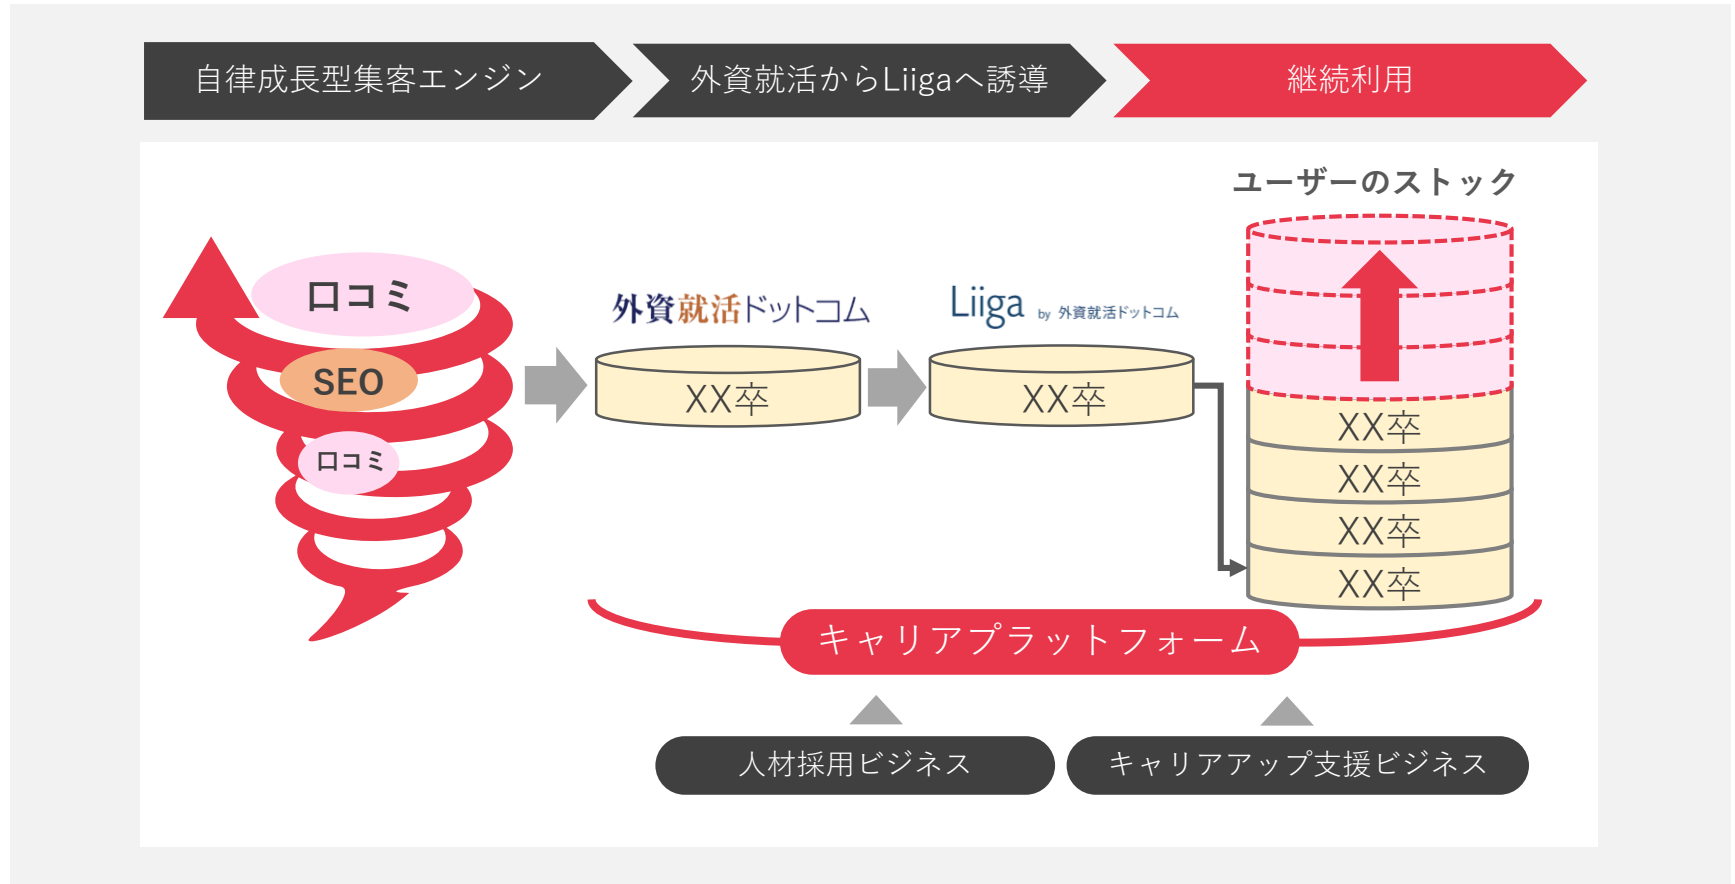 自律成長型集客エンジン
外資就活からLiigaへ誘導
継続利用
ユーザーのストック
口コミ
SEO
口コミ
外資就活ドットコム
XX卒
Liiga by 外資就活ドットコム
XX卒
XX卒
XX卒
XX卒
XX卒
キャリアプラットフォーム
人材採用ビジネス
キャリアアップ支援ビジネス